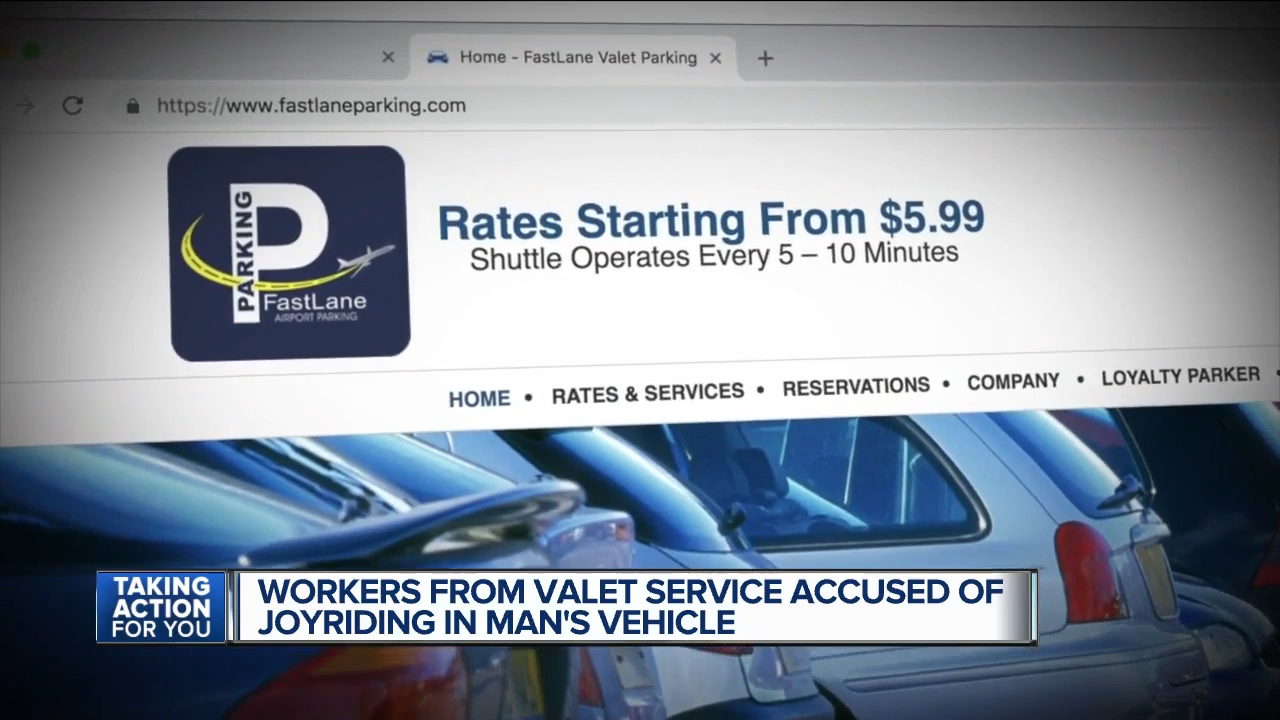 Home - FastLane Valet Parking
https://www.fastlaneparking.com
PARKING
P
FastLane
AIRPORT PARKING
Rates Starting From $5.99
Shuttle Operates Every 5 – 10 Minutes
HOME • RATES & SERVICES • RESERVATIONS • COMPANY • LOYALTY PARKER •
TAKING
ACTION
FOR YOU
WORKERS FROM VALET SERVICE ACCUSED OF
JOYRIDING IN MAN'S VEHICLE